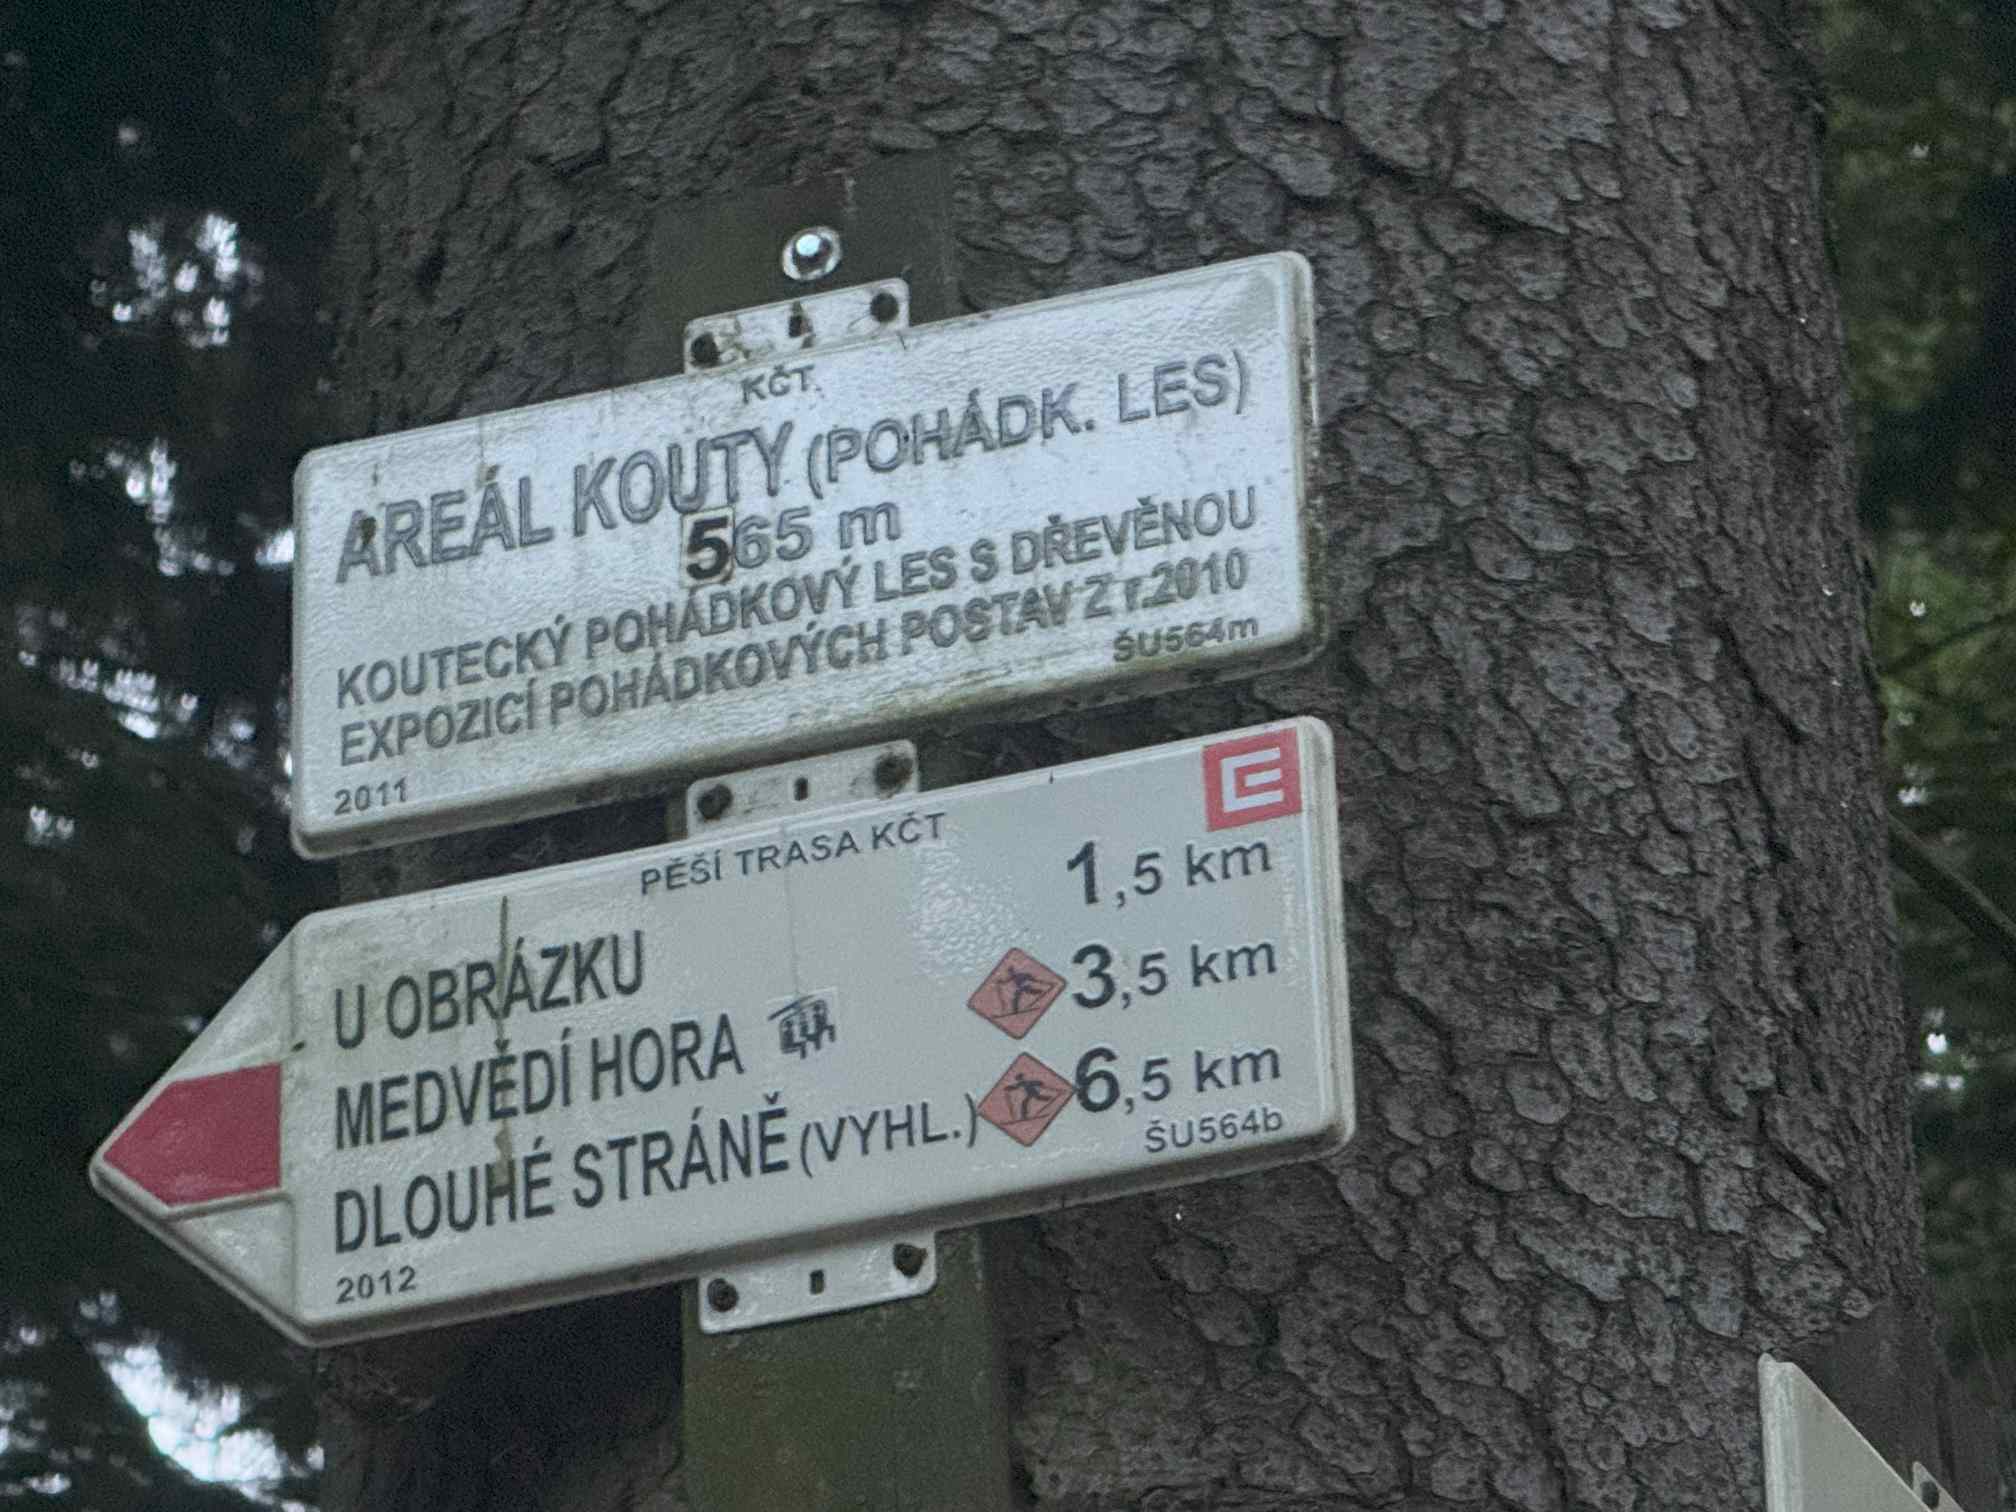 KČT
AREÁL KOUTY (POHÁDK. LES)
565 m
KOUTECKÝ POHÁDKOVÝ LES S DŘEVĚNOU
EXPOZICÍ POHÁDKOVÝCH POSTAV Z r.2010
ŠU564m
2011
PĚŠÍ TRASA KČT
U OBRÁZKU 1,5 km
MEDVĚDÍ HORA 3,5 km
DLOUHÉ STRÁNĚ (VYHL.) 6,5 km
ŠU564b
2012